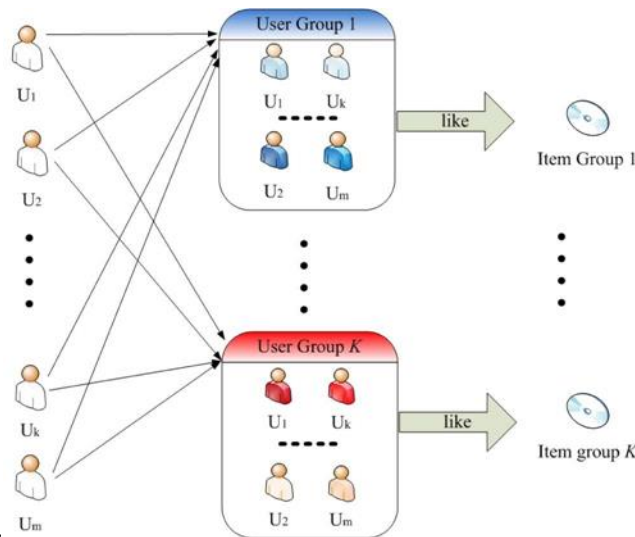 User Group 1
U1
U1 Uk
like
U2
U2 Um
Item Group 1
User Group K
Uk
U1 Uk
like
Um
U2 Um
Item group K